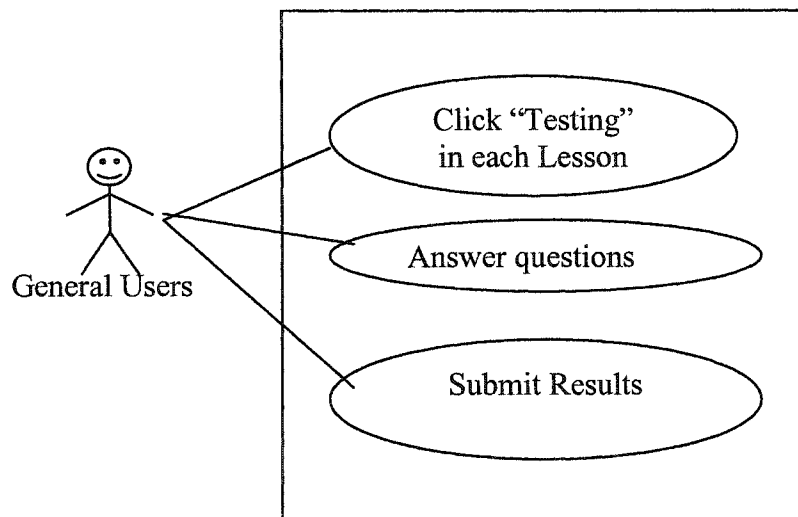 Click “Testing”
in each Lesson
Answer questions
General Users
Submit Results